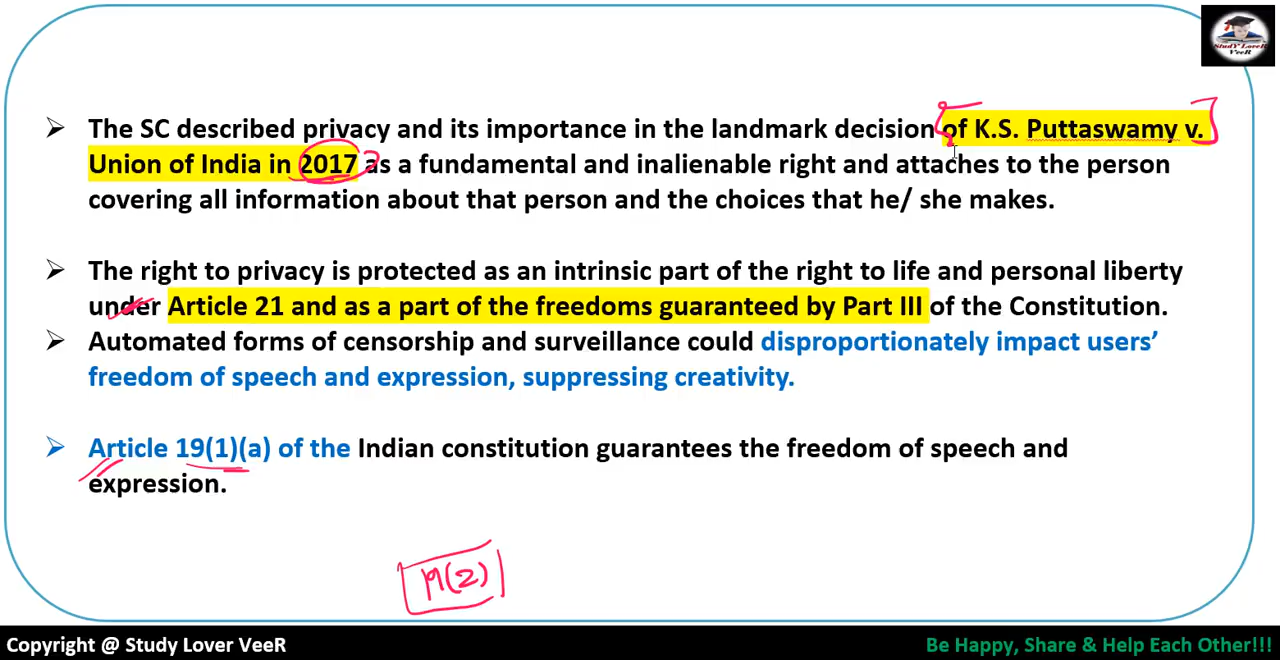 StudY LoveR
VeeR
➤ The SC described privacy and its importance in the landmark decision of K.S. Puttaswamy v.
Union of India in 2017 as a fundamental and inalienable right and attaches to the person
covering all information about that person and the choices that he/ she makes.
➤ The right to privacy is protected as an intrinsic part of the right to life and personal liberty
under Article 21 and as a part of the freedoms guaranteed by Part III of the Constitution.
➤ Automated forms of censorship and surveillance could disproportionately impact users’
freedom of speech and expression, suppressing creativity.
➤ Article 19(1)(a) of the Indian constitution guarantees the freedom of speech and
expression.
19(2)
Copyright @ Study Lover VeeR
Be Happy, Share & Help Each Other!!!